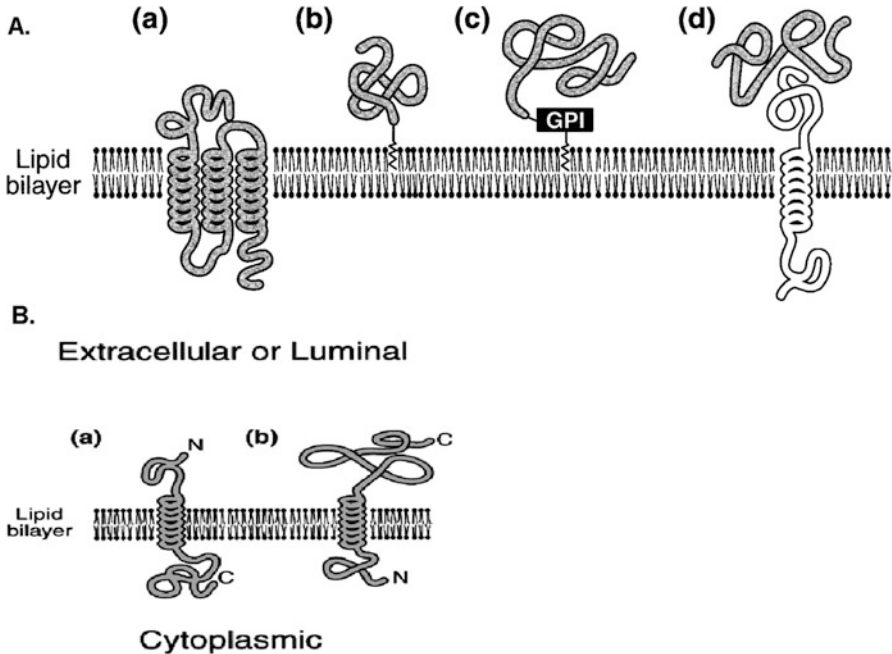 A.
(a) (b) (c) (d)
GPI
Lipid
bilayer
B.
Extracellular or Luminal
(a) (b)
N C
Lipid
bilayer
C N
Cytoplasmic